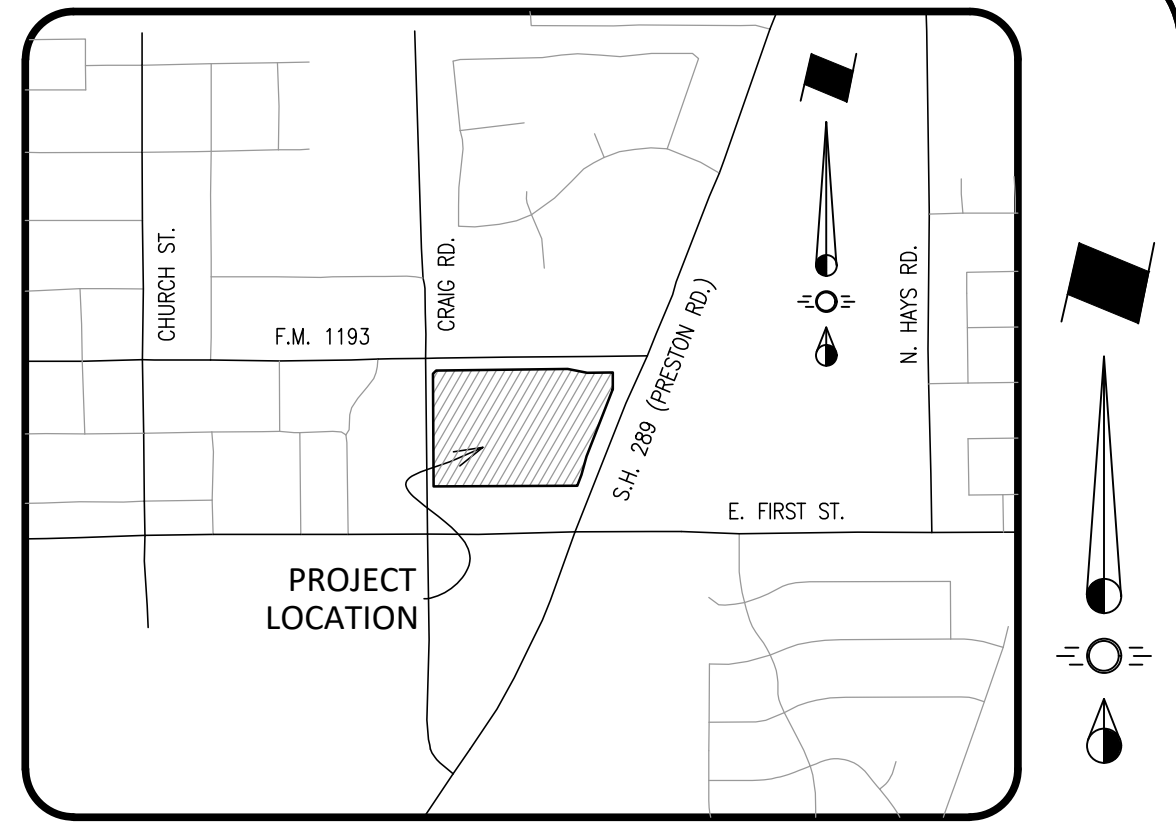 CHURCH ST.
CRAIG RD.
F.M. 1193
S.H. 289 (PRESTON RD.)
N. HAYS RD.
E. FIRST ST.
PROJECT
LOCATION